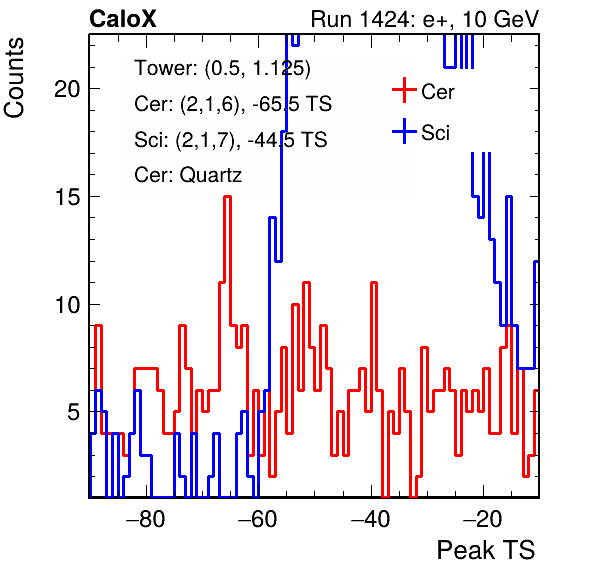 CaloX Run 1424: e+, 10 GeV
Counts
Tower: (0.5, 1.125)
Cer: (2,1,6), -65.5 TS
Sci: (2,1,7), -44.5 TS
Cer: Quartz
Cer
Sci
20
15
10
5
−80 −60 −40 −20
Peak TS